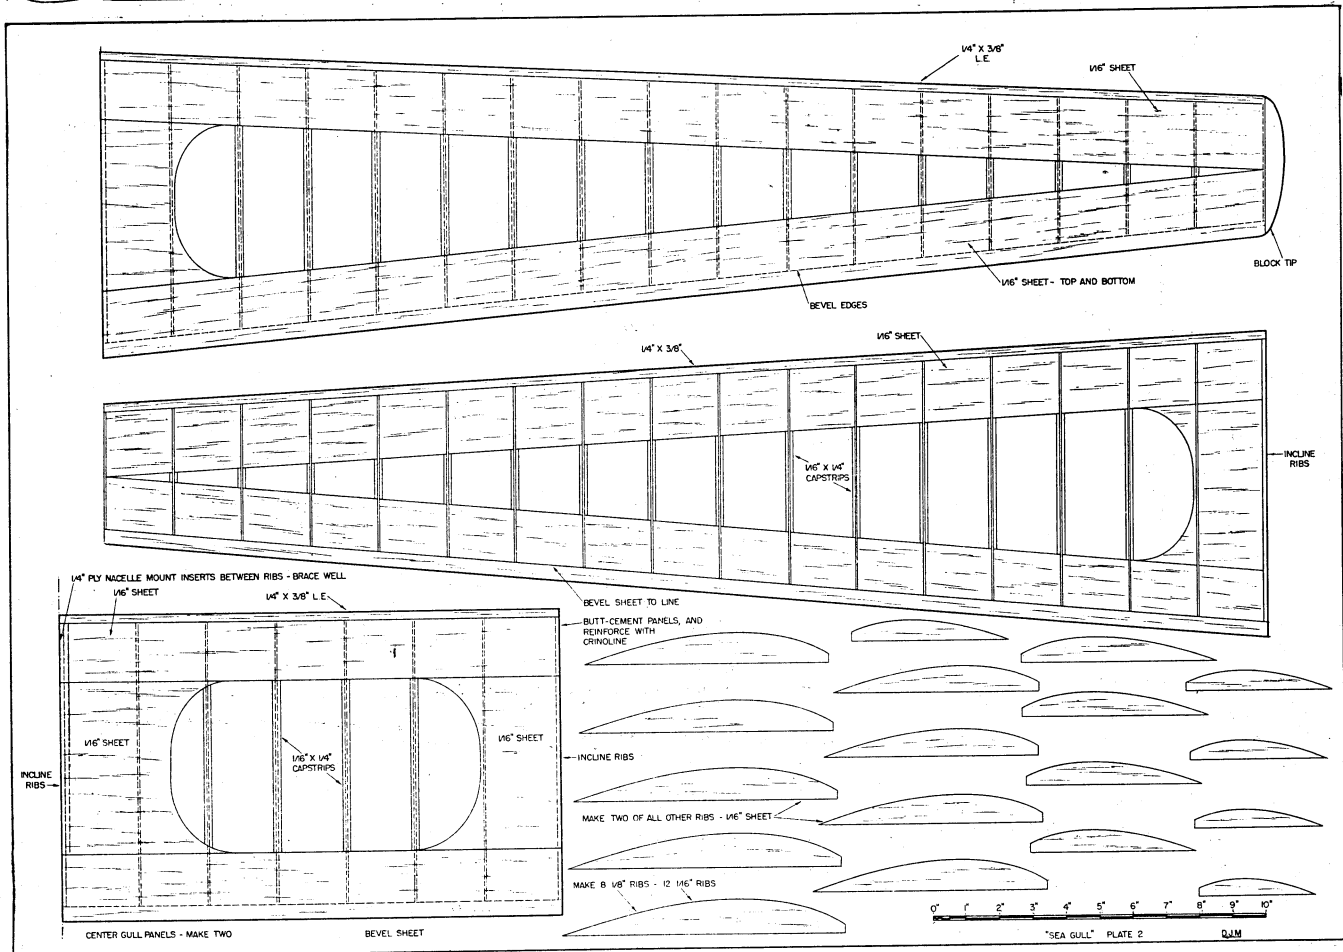 1/4" X 3/8"
L.E.
1/16" SHEET
BLOCK TIP
1/16" SHEET - TOP AND BOTTOM
BEVEL EDGES
1/4" X 3/8"
1/16" SHEET
1/16" X 1/4"
CAPSTRIPS
INCLINE
RIBS
1/4" PLY NACELLE MOUNT INSERTS BETWEEN RIBS - BRACE WELL
1/16" SHEET
1/4" X 3/8" L.E.
BEVEL SHEET TO LINE
BUTT-CEMENT PANELS, AND
REINFORCE WITH
CRINOLINE
1/16" SHEET
1/16" X 1/4"
CAPSTRIPS
1/16" SHEET
INCLINE RIBS
INCLINE
RIBS
MAKE TWO OF ALL OTHER RIBS - 1/16" SHEET
MAKE 8 1/8" RIBS - 12 1/16" RIBS
0" 1" 2" 3" 4" 5" 6" 7" 8" 9" 10"
CENTER GULL PANELS - MAKE TWO
BEVEL SHEET
"SEA GULL" PLATE 2
D.J.M